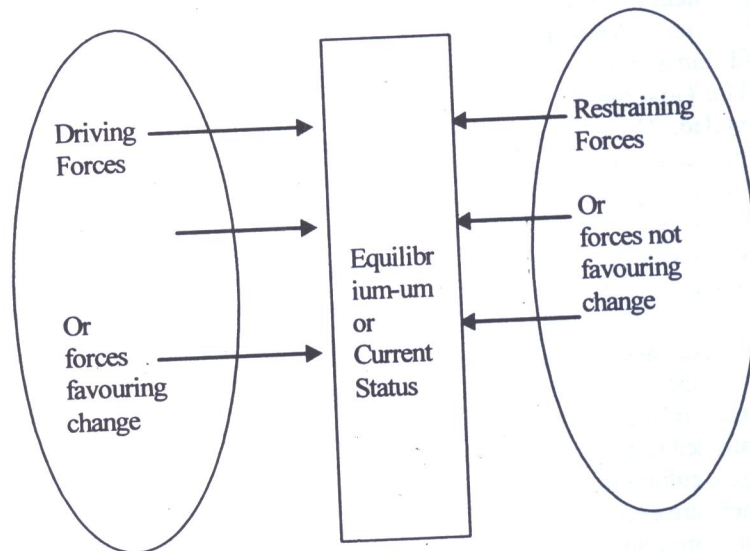 Driving
Forces
Or
forces
favouring
change
Equilibr
ium-um
or
Current
Status
Restraining
Forces
Or
forces not
favouring
change